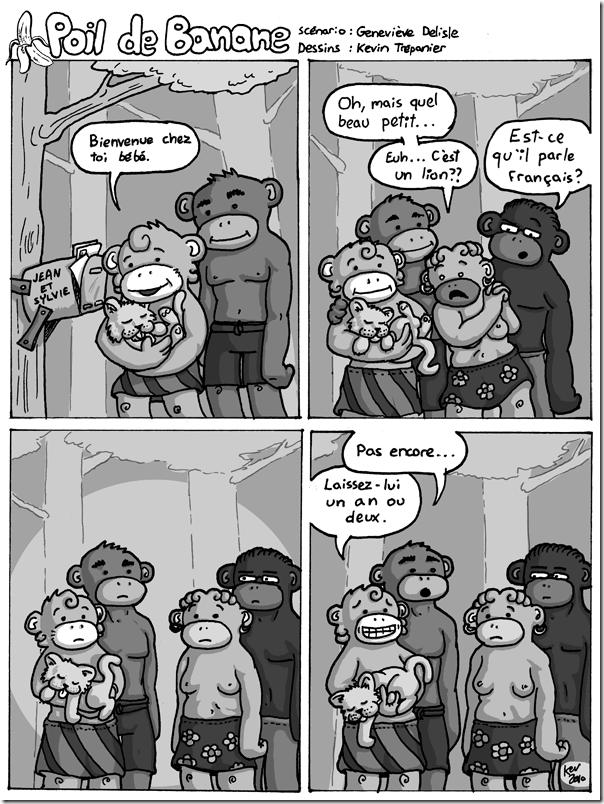 Poil de Banane
scénario : Geneviève Delisle
Dessins : Kevin Trépanier
Bienvenue chez
toi bébé.
JEAN
ET
SYLVIE
Oh, mais quel
beau petit...
Euh... C'est
un lion??
Est-ce
qu'il parle
Français?
Pas encore...
Laissez-lui
un an ou
deux.
Kev
2010